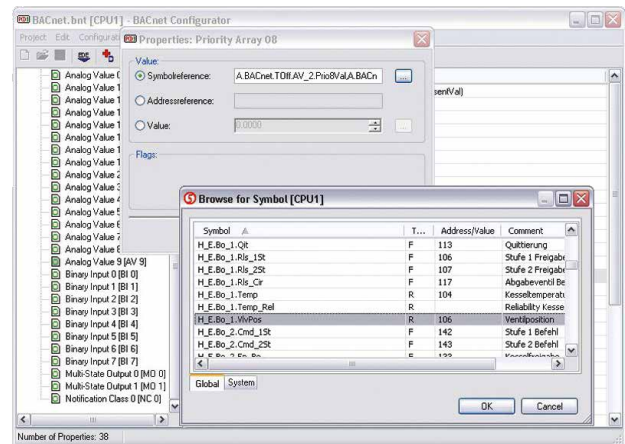 BACnet.bnt [CPU1] - BACnet Configurator
Project Edit Configurati
Properties: Priority Array 08
Value:
Symbolreference: A.BACnet.TOff.AV_2.Prio8Val,A.BACn ...
Addressreference:
Value: 0.0000 ...
Flags:
sentVal)
Analog Value
Analog Value 1
Analog Value 1
Analog Value 1
Analog Value 1
Analog Value 1
Analog Value 1
Analog Value 1
Analog Value 2
Analog Value 3
Analog Value 4
Analog Value 5
Analog Value 6
Analog Value 7
Analog Value 8
Analog Value 9 [AV 9]
Binary Input 0 [BI 0]
Binary Input 1 [BI 1]
Binary Input 2 [BI 2]
Binary Input 3 [BI 3]
Binary Input 4 [BI 4]
Binary Input 5 [BI 5]
Binary Input 6 [BI 6]
Binary Input 7 [BI 7]
Multi-State Output 0 [MO 0]
Multi-State Output 1 [MO 1]
Notification Class 0 [NC 0]
Browse for Symbol [CPU1]
Symbol T... Address/Value Comment
H_E.Bo_1.Qit F 113 Quittierung
H_E.Bo_1.Rls_1St F 106 Stufe 1 Freigabe
H_E.Bo_1.Rls_2St F 107 Stufe 2 Freigabe
H_E.Bo_1.Rls_Cir F 117 Abgabeventil Be
H_E.Bo_1.Temp R 104 Kesseltemperatu
H_E.Bo_1.Temp_Rel R Reliability Kesse
H_E.Bo_1.VlvPos R 106 Ventilposition
H_E.Bo_2.Cmd_1St F 142 Stufe 1 Befehl
H_E.Bo_2.Cmd_2St F 143 Stufe 2 Befehl
Global System
OK Cancel
Number of Properties: 38